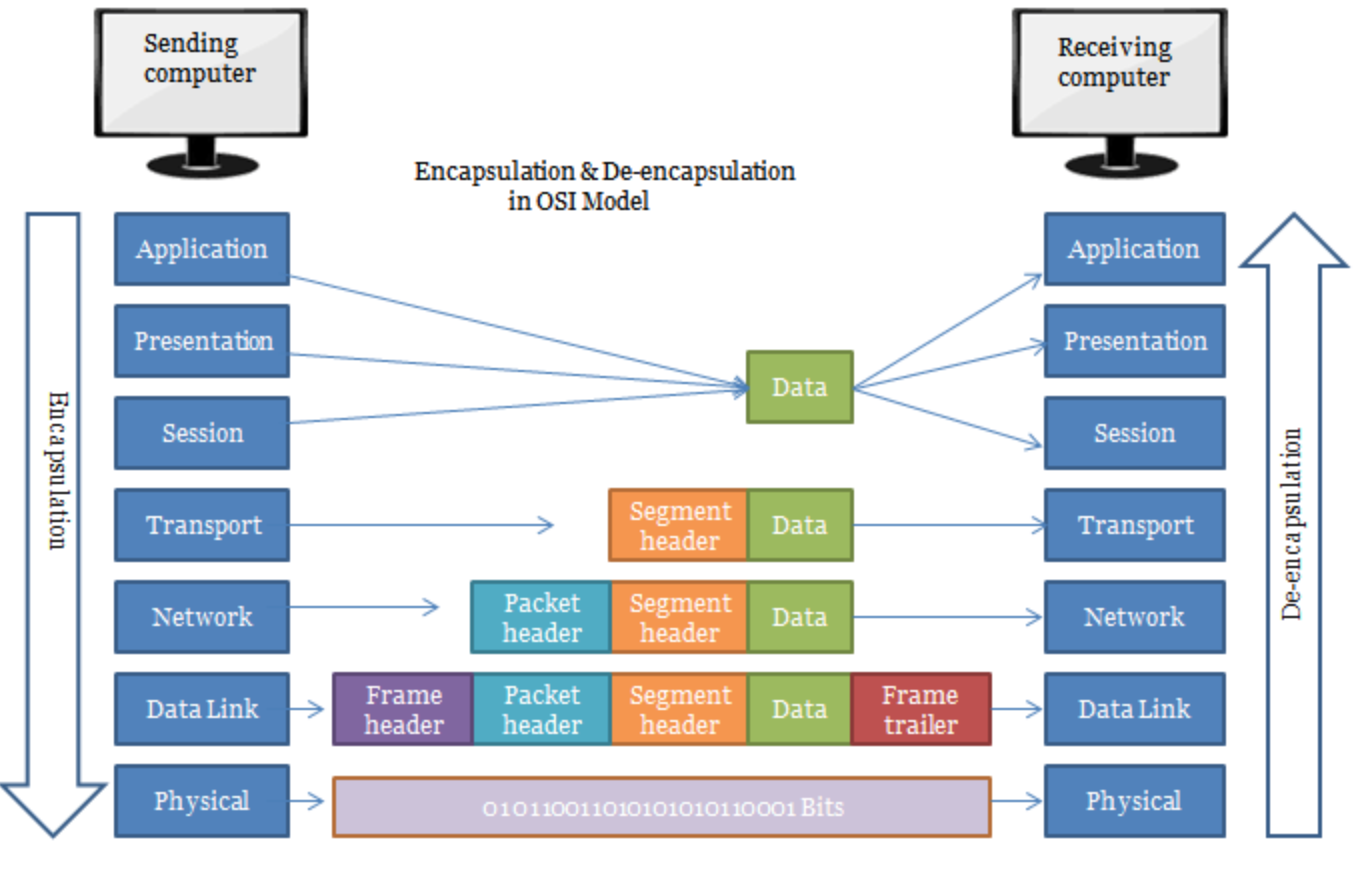 Sending
computer
Receiving
computer
Encapsulation & De-encapsulation
in OSI Model
Application
Application
Presentation
Presentation
Data
Session
Session
Encapsulation
De-encapsulation
Transport
Segment
header
Data
Transport
Network
Packet
header
Segment
header
Data
Network
Data Link
Frame
header
Packet
header
Segment
header
Data
Frame
trailer
Data Link
Physical
010110011010101010110001 Bits
Physical